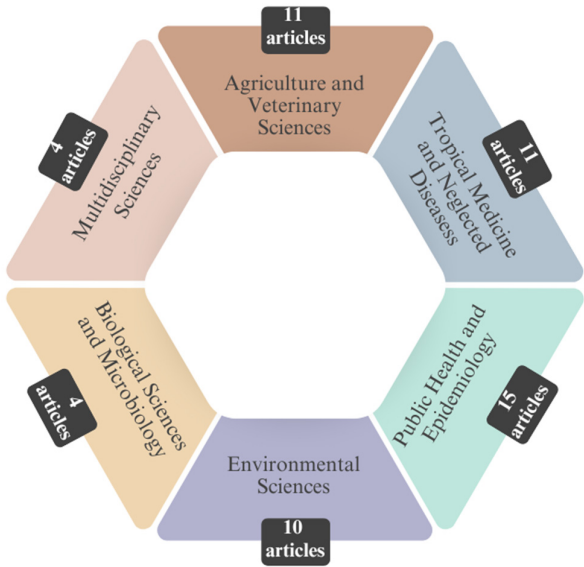 11
articles
Agriculture and
Veterinary
Sciences
11
articles
Tropical Medicine
and Neglected
Diseasess
15
articles
Public Health and
Epidemiology
10
articles
Environmental
Sciences
4
articles
Biological Sciences
and Microbiology
4
articles
Multidisciplinary
Sciences